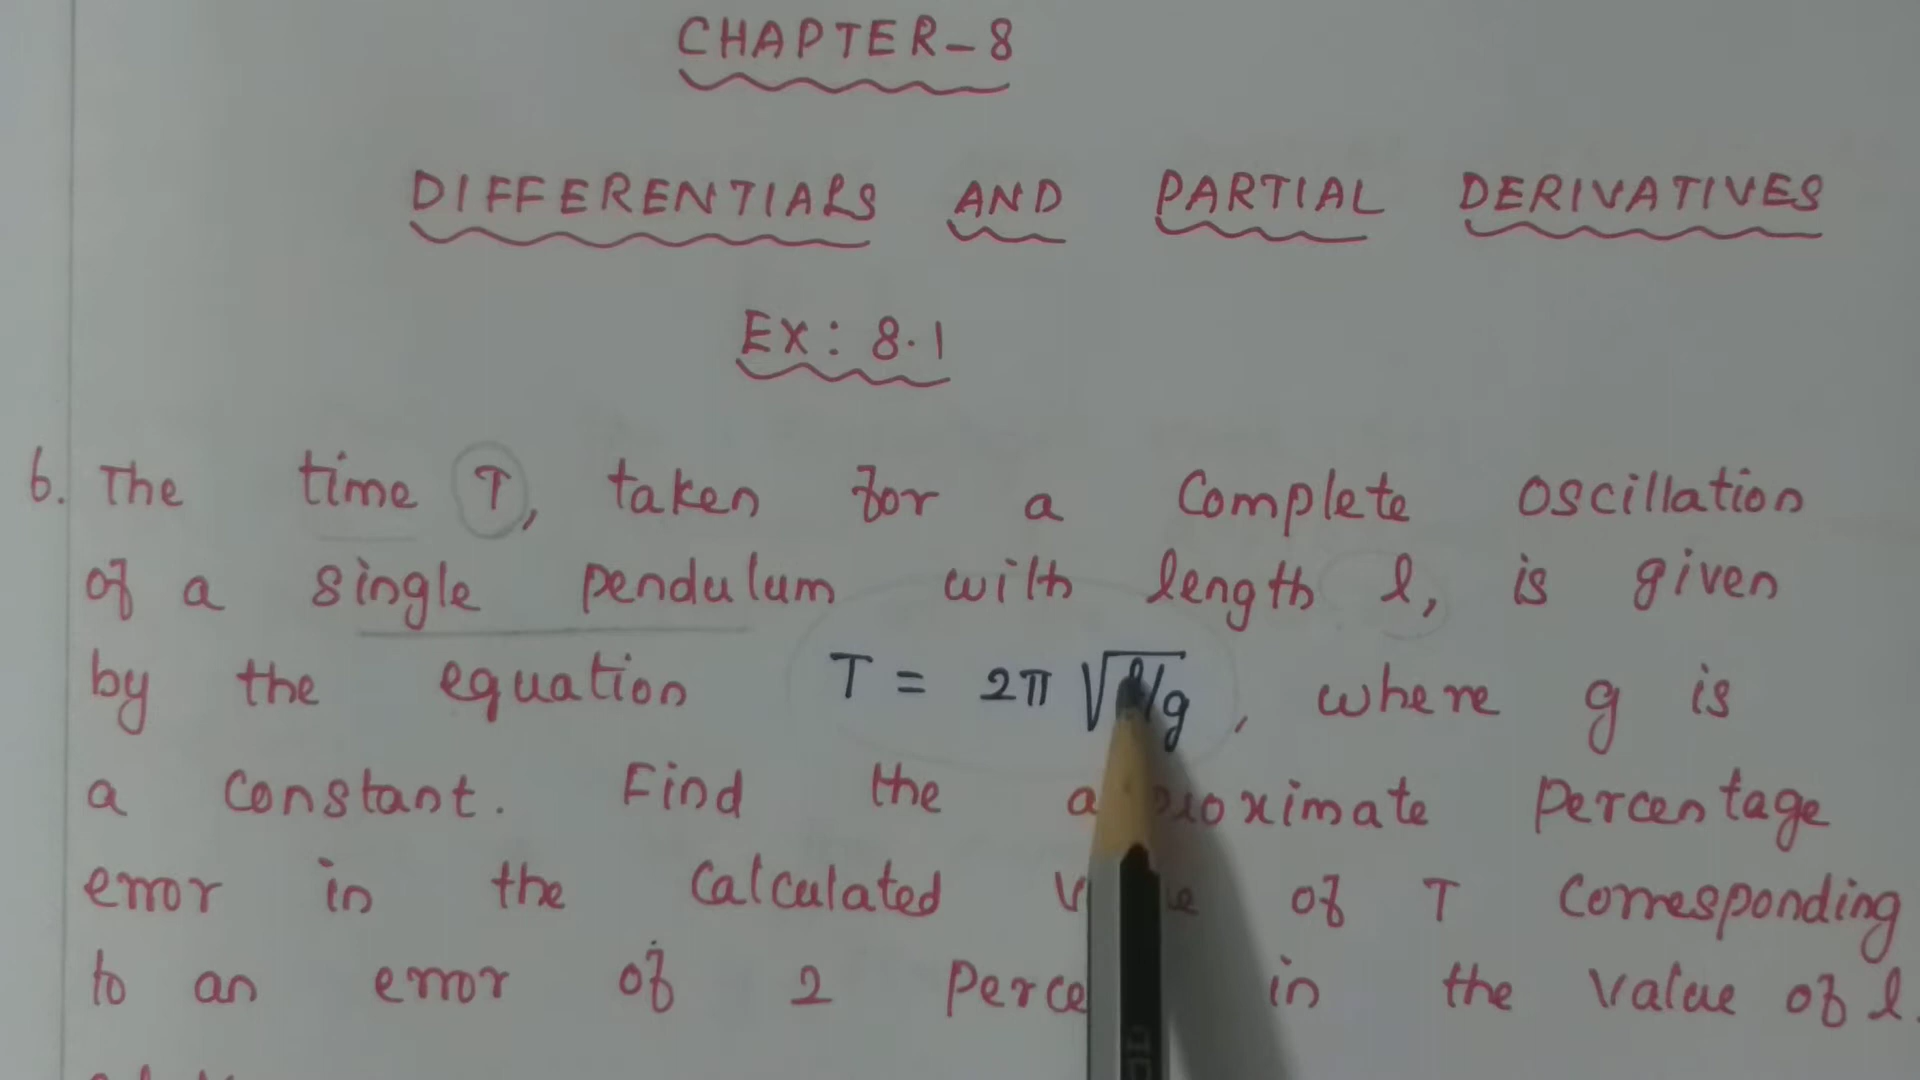 CHAPTER-8
DIFFERENTIALS AND PARTIAL DERIVATIVES
EX: 8.1
6. The time T, taken for a complete oscillation
of a single pendulum with length l, is given
by the equation T = 2π √l/g, where g is
a constant. Find the approximate percentage
error in the calculated of T corresponding
to an error of 2 in the value of l.